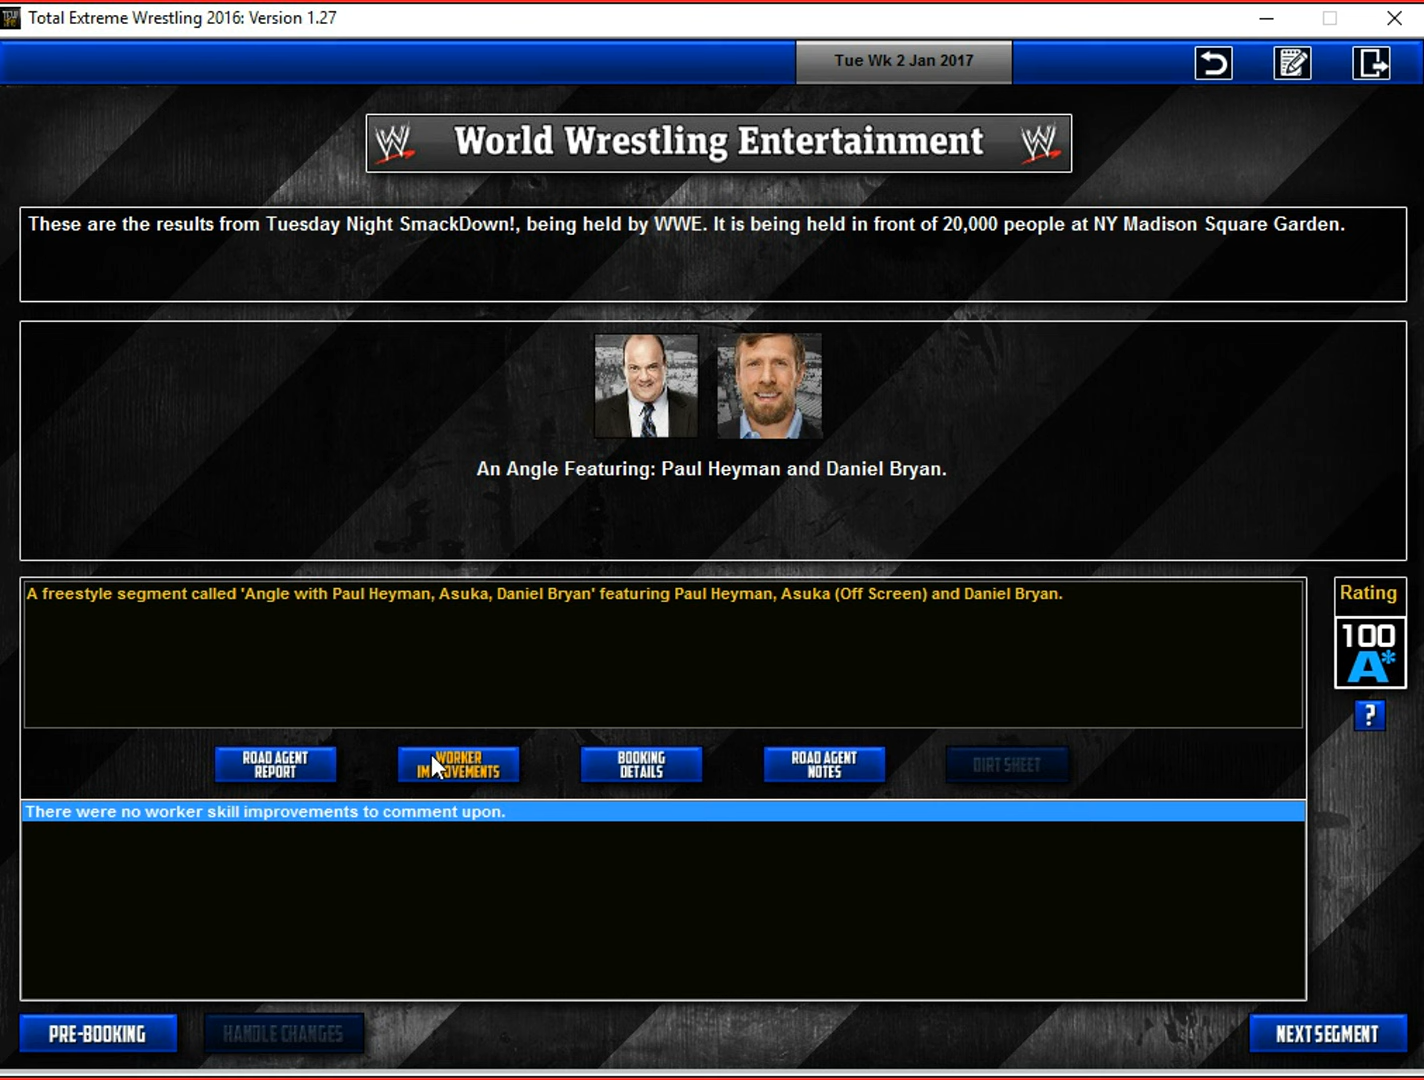 Total Extreme Wrestling 2016: Version 1.27
Tue Wk 2 Jan 2017
World Wrestling Entertainment
These are the results from Tuesday Night SmackDown!, being held by WWE. It is being held in front of 20,000 people at NY Madison Square Garden.
An Angle Featuring: Paul Heyman and Daniel Bryan.
A freestyle segment called 'Angle with Paul Heyman, Asuka, Daniel Bryan' featuring Paul Heyman, Asuka (Off Screen) and Daniel Bryan.
Rating
100
A*
?
ROAD AGENT
REPORT
WORKER
IMPROVEMENTS
BOOKING
DETAILS
ROAD AGENT
NOTES
DIRT SHEET
There were no worker skill improvements to comment upon.
PRE-BOOKING
HANDLE CHANGES
NEXT SEGMENT